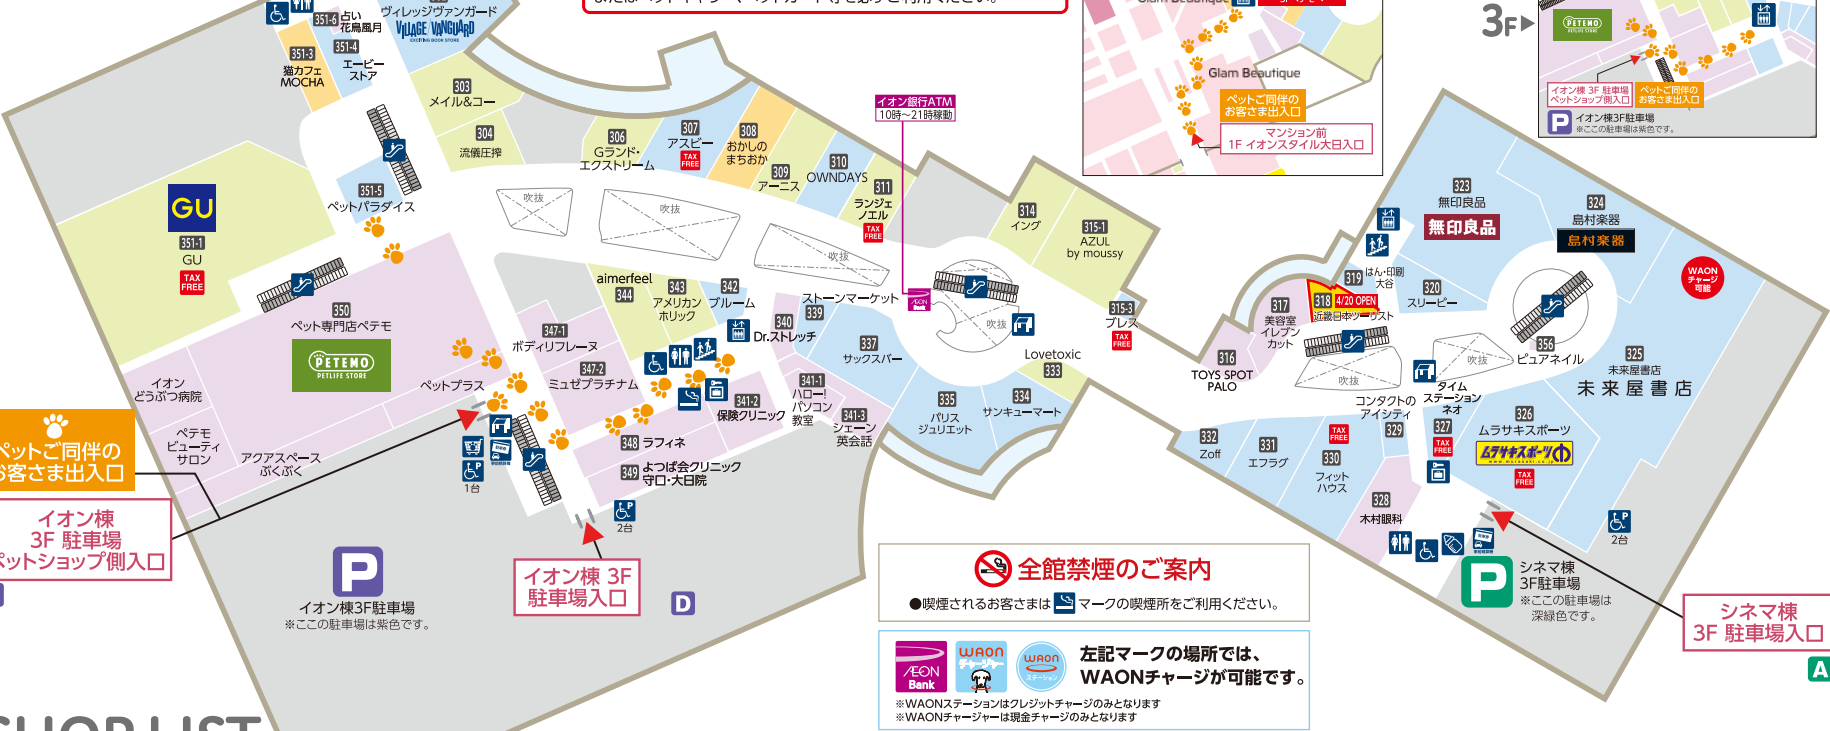 351-6
占い
花鳥風月
ヴィレッジヴァンガード
VILLAGE VANGUARD
EXCITING BOOK STORE
351-3
猫カフェ
MOCHA
351-4
エービー
ストア
303
メイル&コー
304
流儀圧搾
306
Gランド・
エクストリーム
307
アスビー
TAX
FREE
308
おかしの
まちおか
309
アーニス
310
OWNDAYS
311
ランジェ
ノエル
TAX
FREE
イオン銀行ATM
10時〜21時稼動
314
イング
315-1
AZUL
by moussy
315-3
ブレス
TAX
FREE
Glam Beautique
Glam Beautique
ペットご同伴の
お客さま出入口
マンション前
1F イオンスタイル大日入口
3F
PETEMO
PETLIFE STORE
イオン棟 3F 駐車場
ペットショップ側入口
ペットご同伴の
お客さま出入口
P
イオン棟3F駐車場
※ここの駐車場は紫色です。
GU
351-1
GU
TAX
FREE
351-5
ペットパラダイス
吹抜
吹抜
吹抜
吹抜
350
ペット専門店ペテモ
PETEMO
PETLIFE STORE
イオン
どうぶつ病院
ペテモ
ビューティ
サロン
アクアスペース
ぷくぷく
ペットプラス
aimerfeel
344
343
アメリカン
ホリック
342
ブルーム
ストーンマーケット
339
340
Dr.ストレッチ
347-1
ボディリフレーヌ
347-2
ミュゼプラチナム
337
サックスバー
341-1
ハロー!
パソコン
教室
341-2
保険クリニック
341-3
シェーン
英会話
348 ラフィネ
349 よつば会クリニック
守口・大日院
335
パリス
ジュリエット
334
サンキューマート
Lovetoxic
333
AEON
Bank
1台
2台
ペットご同伴の
お客さま出入口
イオン棟
3F 駐車場
ペットショップ側入口
P
イオン棟3F駐車場
※ここの駐車場は紫色です。
イオン棟 3F
駐車場入口
D
316
TOYS SPOT
PALO
317
美容室
イレブン
カット
318
4/20 OPEN
近畿日本ツーリスト
319
はん・印刷
大谷
320
スリーピー
323
無印良品
無印良品
324
島村楽器
島村楽器
WAON
チャージ
可能
吹抜
吹抜
356
ピュアネイル
325
未来屋書店
未来屋書店
タイム
ステーション
ネオ
327
TAX
FREE
コンタクトの
アイシティ
329
326
ムラサキスポーツ
ムラサキスポーツ
www.murasaki.co.jp
TAX
FREE
332
Zoff
331
エフラグ
TAX
FREE
330
フィット
ハウス
328
木村眼科
2台
P
シネマ棟
3F駐車場
※ここの駐車場は
深緑色です。
シネマ棟
3F 駐車場入口
A
全館禁煙のご案内
●喫煙されるお客さまは マークの喫煙所をご利用ください。
AEON
Bank
WAON
チャージャー
WAON
ステーション
左記マークの場所では、
WAONチャージが可能です。
※WAONステーションはクレジットチャージのみとなります
※WAONチャージャーは現金チャージのみとなります
SHOP LIST